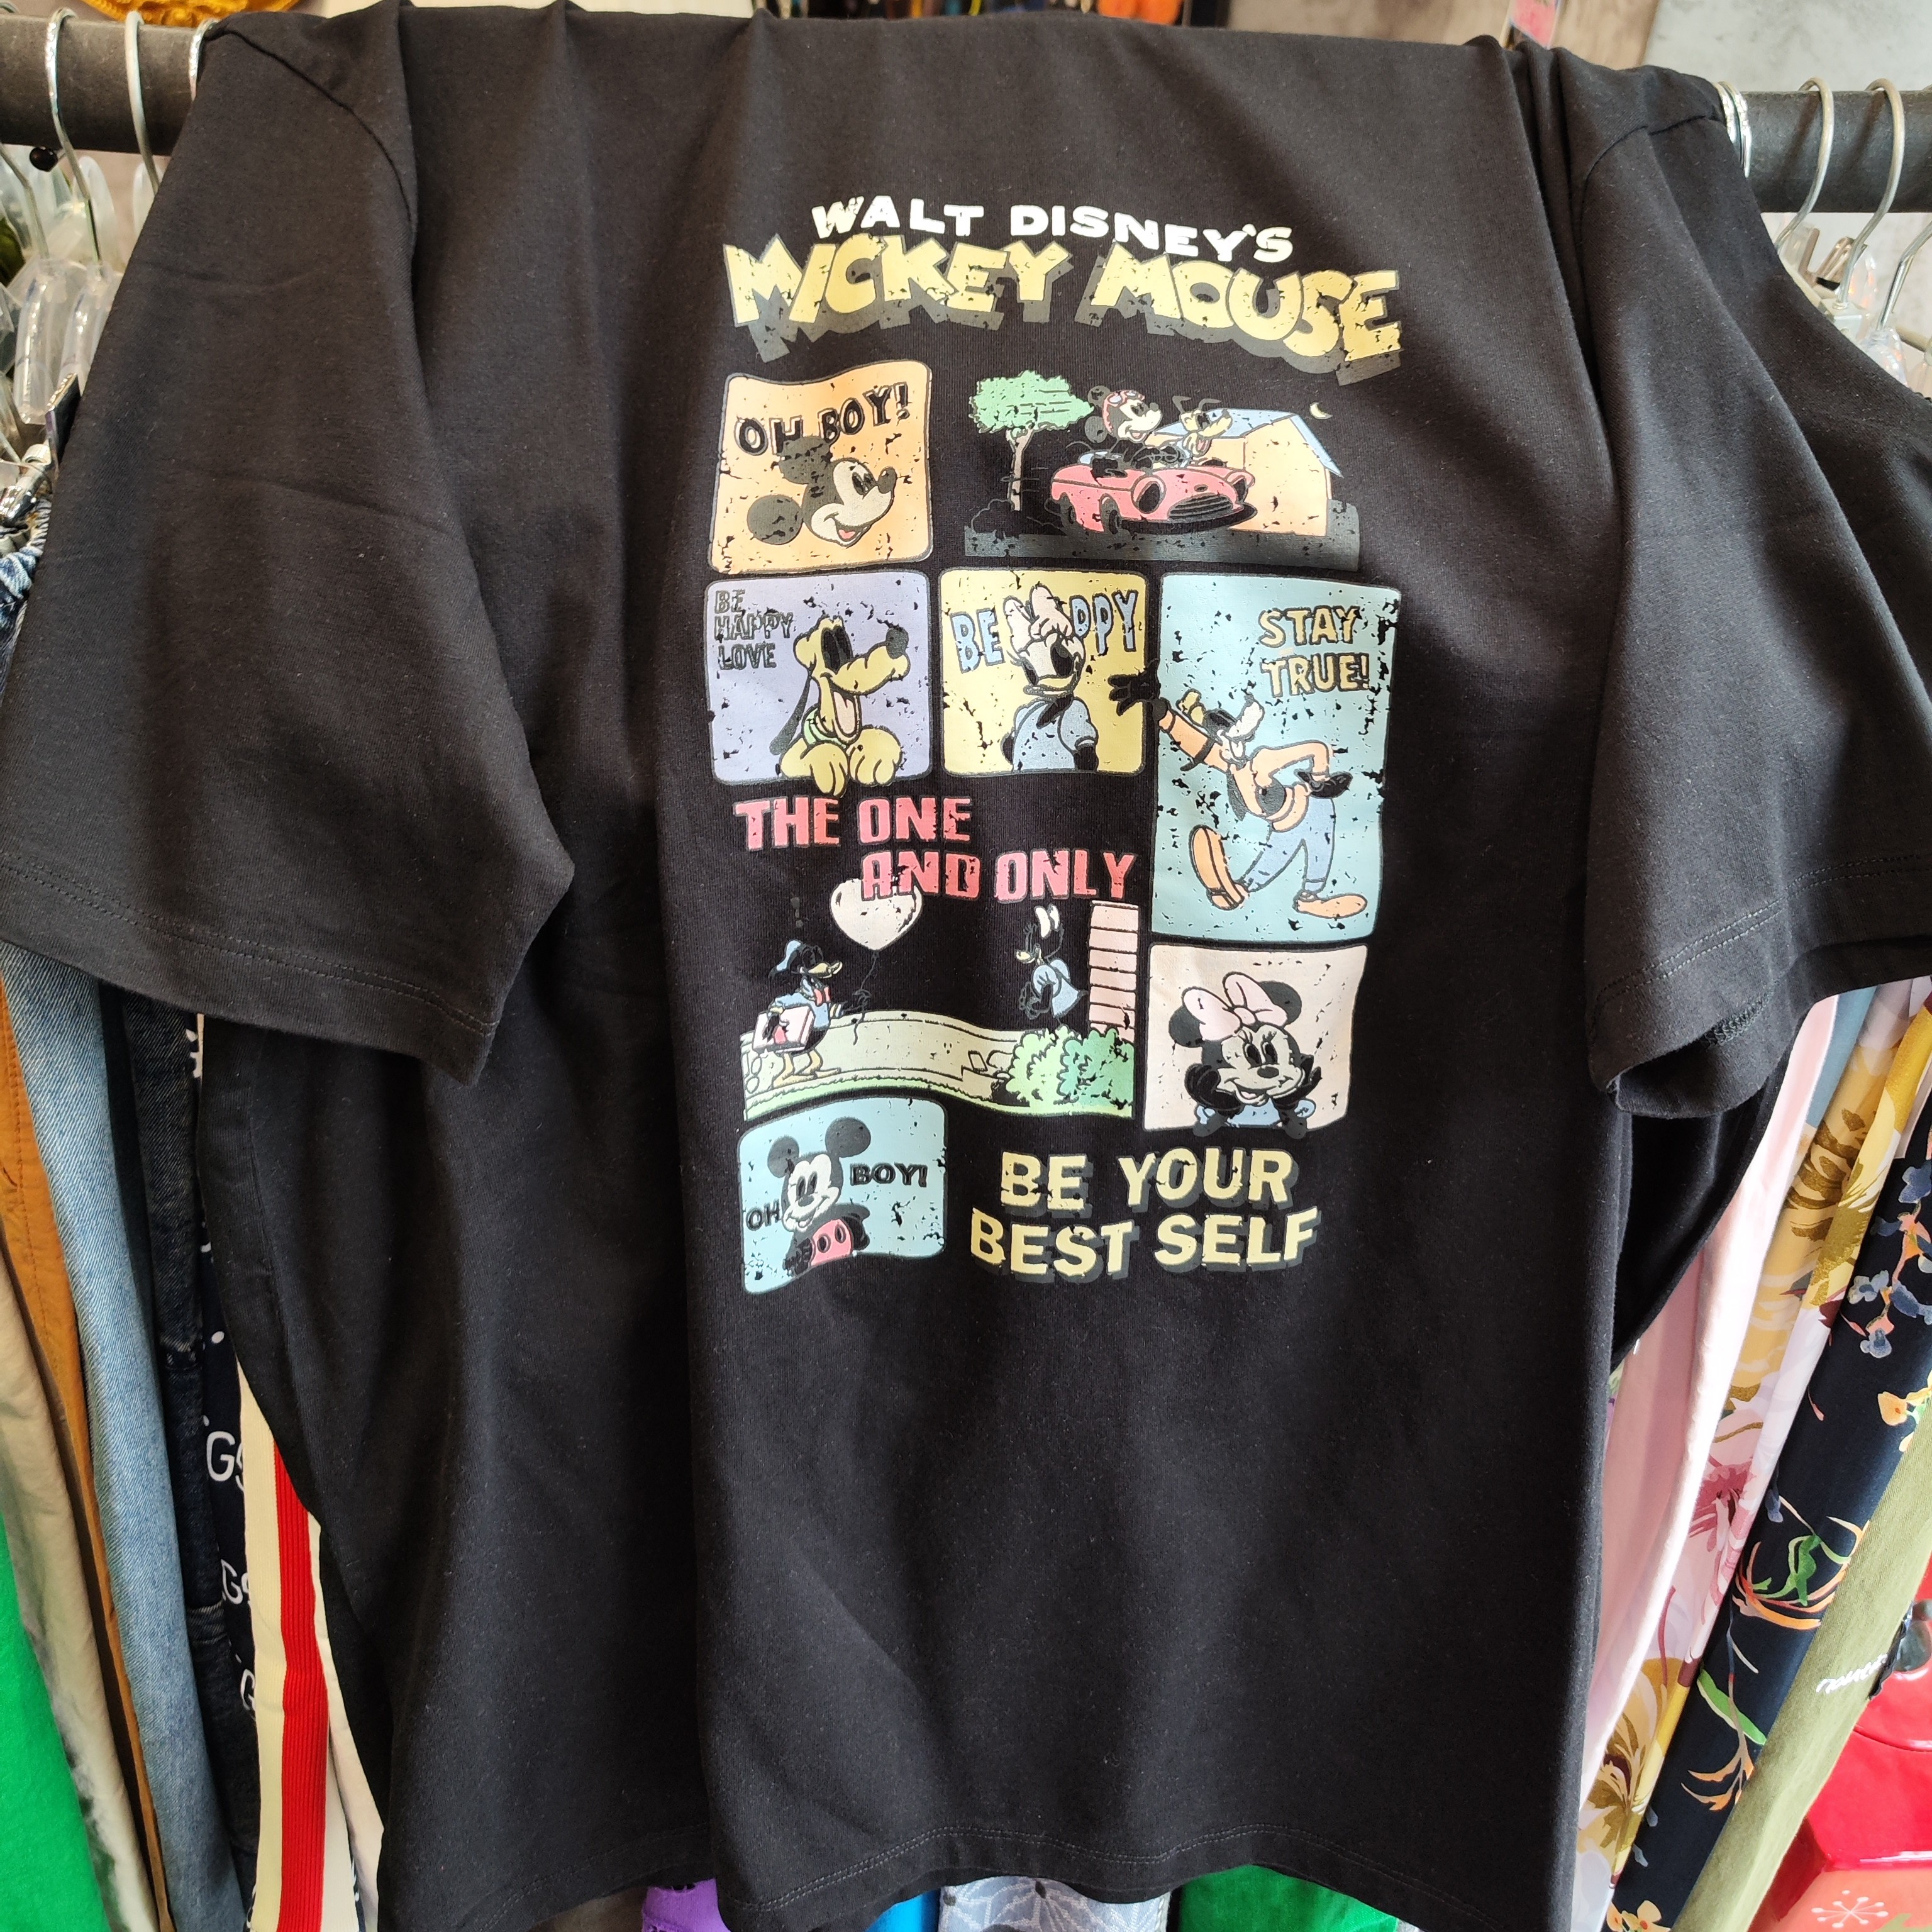 WALT DISNEY'S
MICKEY MOUSE
OH BOY!
BE
HAPPY
LOVE
BE
PPY
STAY
TRUE!
THE ONE
AND ONLY
OH
BOY!
BE YOUR
BEST SELF